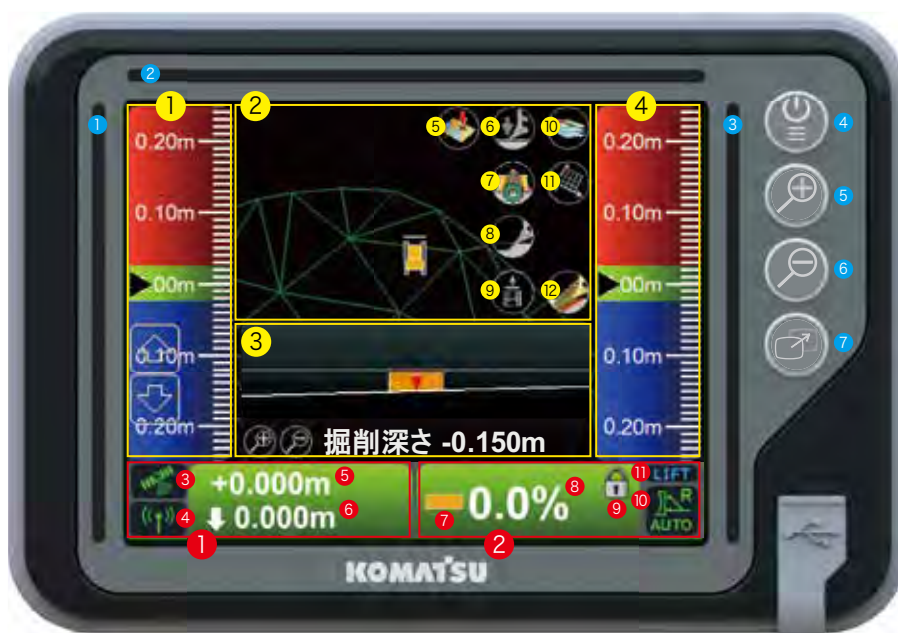 2
1 2 4
1 3 4
5 6 10
0.20m 0.20m
5
7 11
0.10m 0.10m
8
6
.00m 9 12 .00m
3
7
0.10m 0.10m
0.20m 掘削深さ -0.150m 0.20m
3 +0.000m 5 8 11 LIFT
4 0.000m 6 7 0.0% 9 10 R
AUTO
1 2
KOMATSU